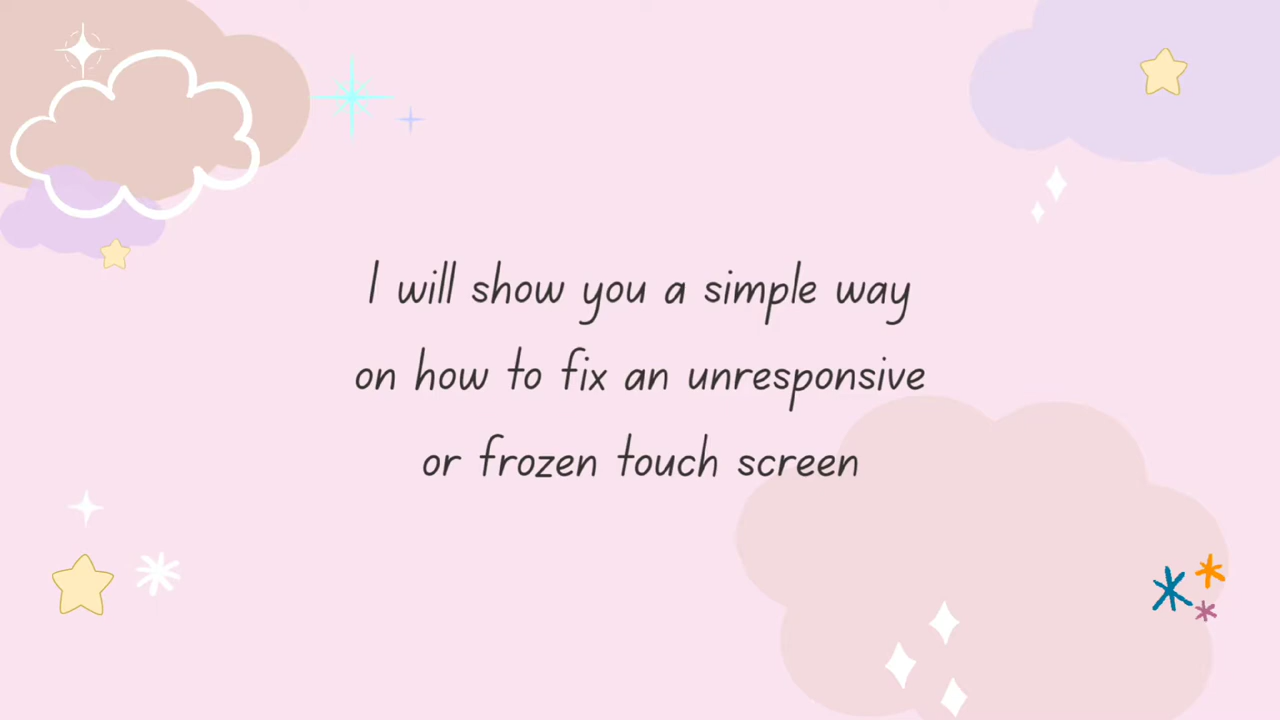 I will show you a simple way
on how to fix an unresponsive
or frozen touch screen